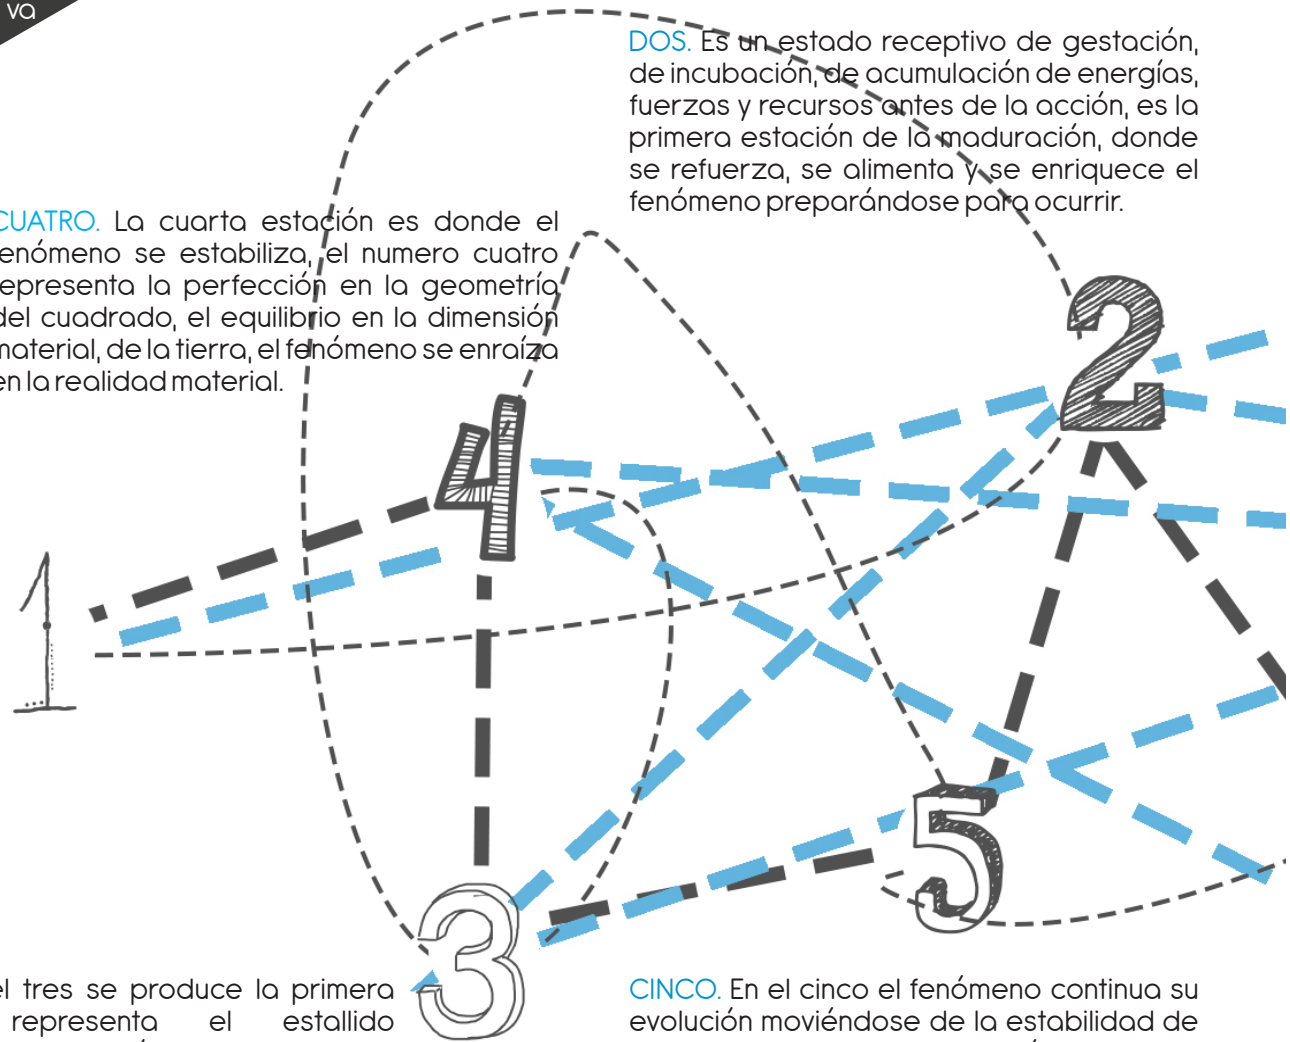 va
DOS. Es un estado receptivo de gestación,
de incubación, de acumulación de energías,
fuerzas y recursos antes de la acción, es la
primera estación de la maduración, donde
se refuerza, se alimenta y se enriquece el
fenómeno preparándose para ocurrir.
CUATRO. La cuarta estación es donde el
enómeno se estabiliza, el numero cuatro
epresenta la perfección en la geometría
del cuadrado, el equilibrio en la dimensión
material, de la tierra, el fenómeno se enraíza
en la realidad material.
2
4
1
5
3
el tres se produce la primera
representa el estallido
CINCO. En el cinco el fenómeno continua su
evolución moviéndose de la estabilidad de